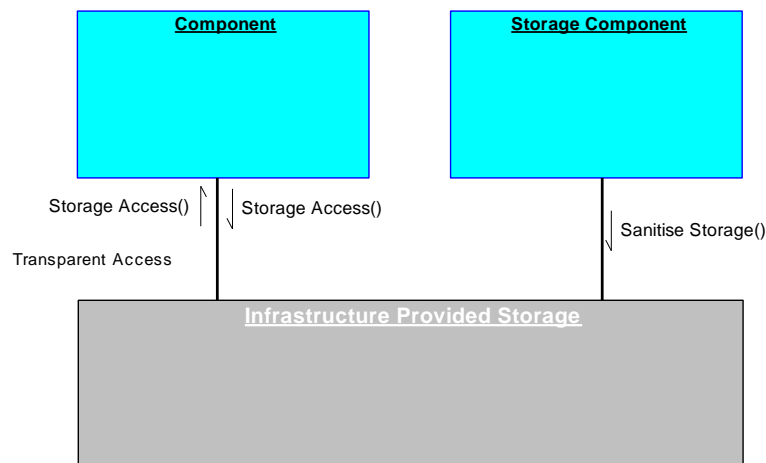 Component
Storage Component
Storage Access()
Storage Access()
Sanitise Storage()
Transparent Access
Infrastructure Provided Storage